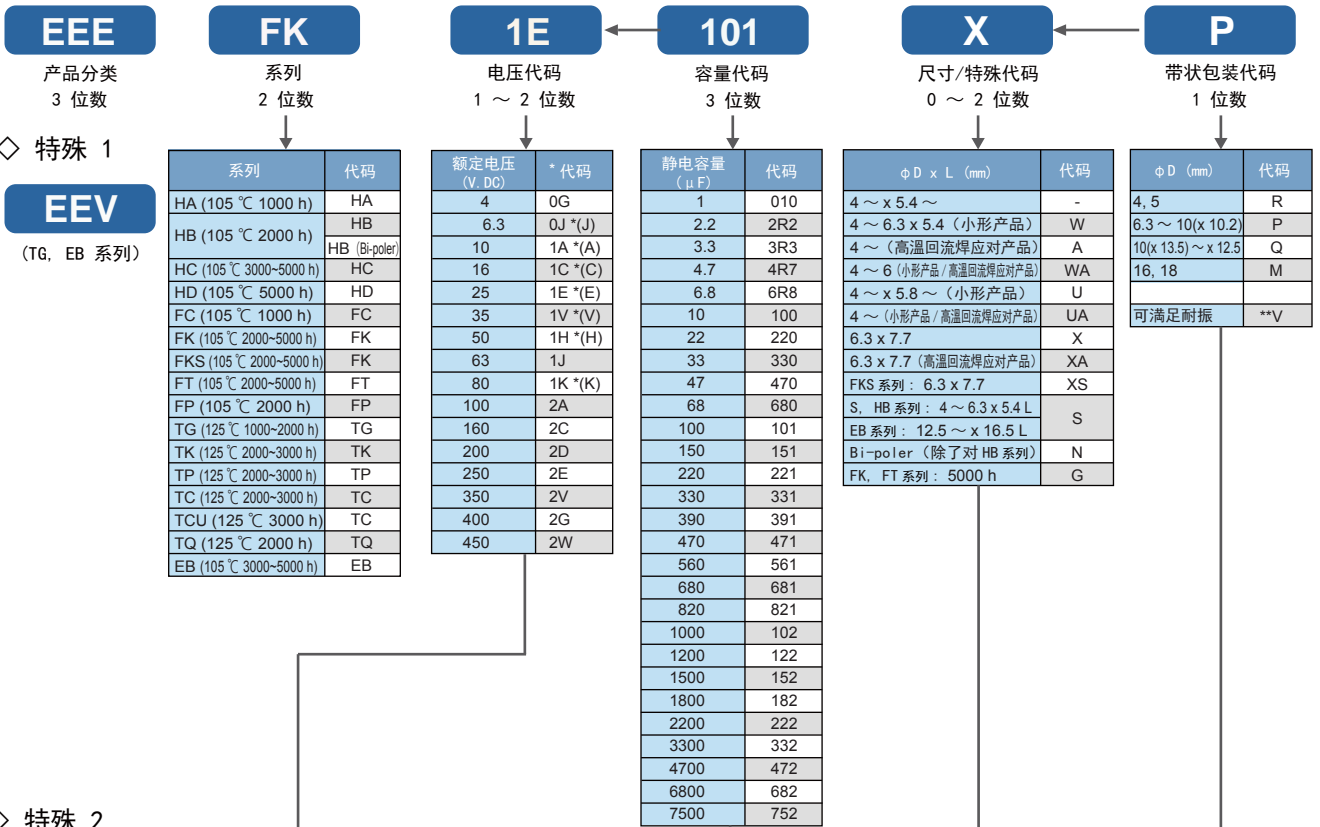 EEE FK 1E 101 X P
产品分类 系列 电压代码 容量代码 尺寸/特殊代码 带状包装代码
3 位数 2 位数 1 ～ 2 位数 3 位数 0 ～ 2 位数 1 位数
◇ 特殊 1
EEV
(TG, EB 系列)
系列 代码
HA (105 ℃ 1000 h) HA
HB (105 ℃ 2000 h) HB
HB (Bi-poler)
HC (105 ℃ 3000~5000 h) HC
HD (105 ℃ 5000 h) HD
FC (105 ℃ 1000 h) FC
FK (105 ℃ 2000~5000 h) FK
FKS (105 ℃ 2000~5000 h) FK
FT (105 ℃ 2000~5000 h) FT
FP (105 ℃ 2000 h) FP
TG (125 ℃ 1000~2000 h) TG
TK (125 ℃ 2000~3000 h) TK
TP (125 ℃ 2000~3000 h) TP
TC (125 ℃ 2000~3000 h) TC
TCU (125 ℃ 3000 h) TC
TQ (125 ℃ 2000 h) TQ
EB (105 ℃ 3000~5000 h) EB
额定电压
(V.DC)
* 代码
4 0G
6.3 0J *(J)
10 1A *(A)
16 1C *(C)
25 1E *(E)
35 1V *(V)
50 1H *(H)
63 1J
80 1K *(K)
100 2A
160 2C
200 2D
250 2E
350 2V
400 2G
450 2W
静电容量
(μF)
代码
1 010
2.2 2R2
3.3 3R3
4.7 4R7
6.8 6R8
10 100
22 220
33 330
47 470
68 680
100 101
150 151
220 221
330 331
390 391
470 471
560 561
680 681
820 821
1000 102
1200 122
1500 152
1800 182
2200 222
3300 332
4700 472
6800 682
7500 752
φD x L (mm) 代码
4 ～ x 5.4 ～ -
4 ～ 6.3 x 5.4（小形产品） W
4 ～（高温回流焊应对产品） A
4 ～ 6 (小形产品 / 高温回流焊应对产品) WA
4 ～ x 5.8 ～（小形产品） U
4 ～ (小形产品 / 高温回流焊应对产品) UA
6.3 x 7.7 X
6.3 x 7.7（高温回流焊应对产品） XA
FKS 系列： 6.3 x 7.7 XS
S, HB 系列： 4 ～ 6.3 x 5.4 L S
EB 系列： 12.5 ～ x 16.5 L
Bi-poler（除了对 HB 系列） N
FK, FT 系列： 5000 h G
φD (mm) 代码
4, 5 R
6.3 ～ 10(x 10.2) P
10(x 13.5) ～ x 12.5 Q
16, 18 M
可满足耐振 **V
◇ 特殊 2